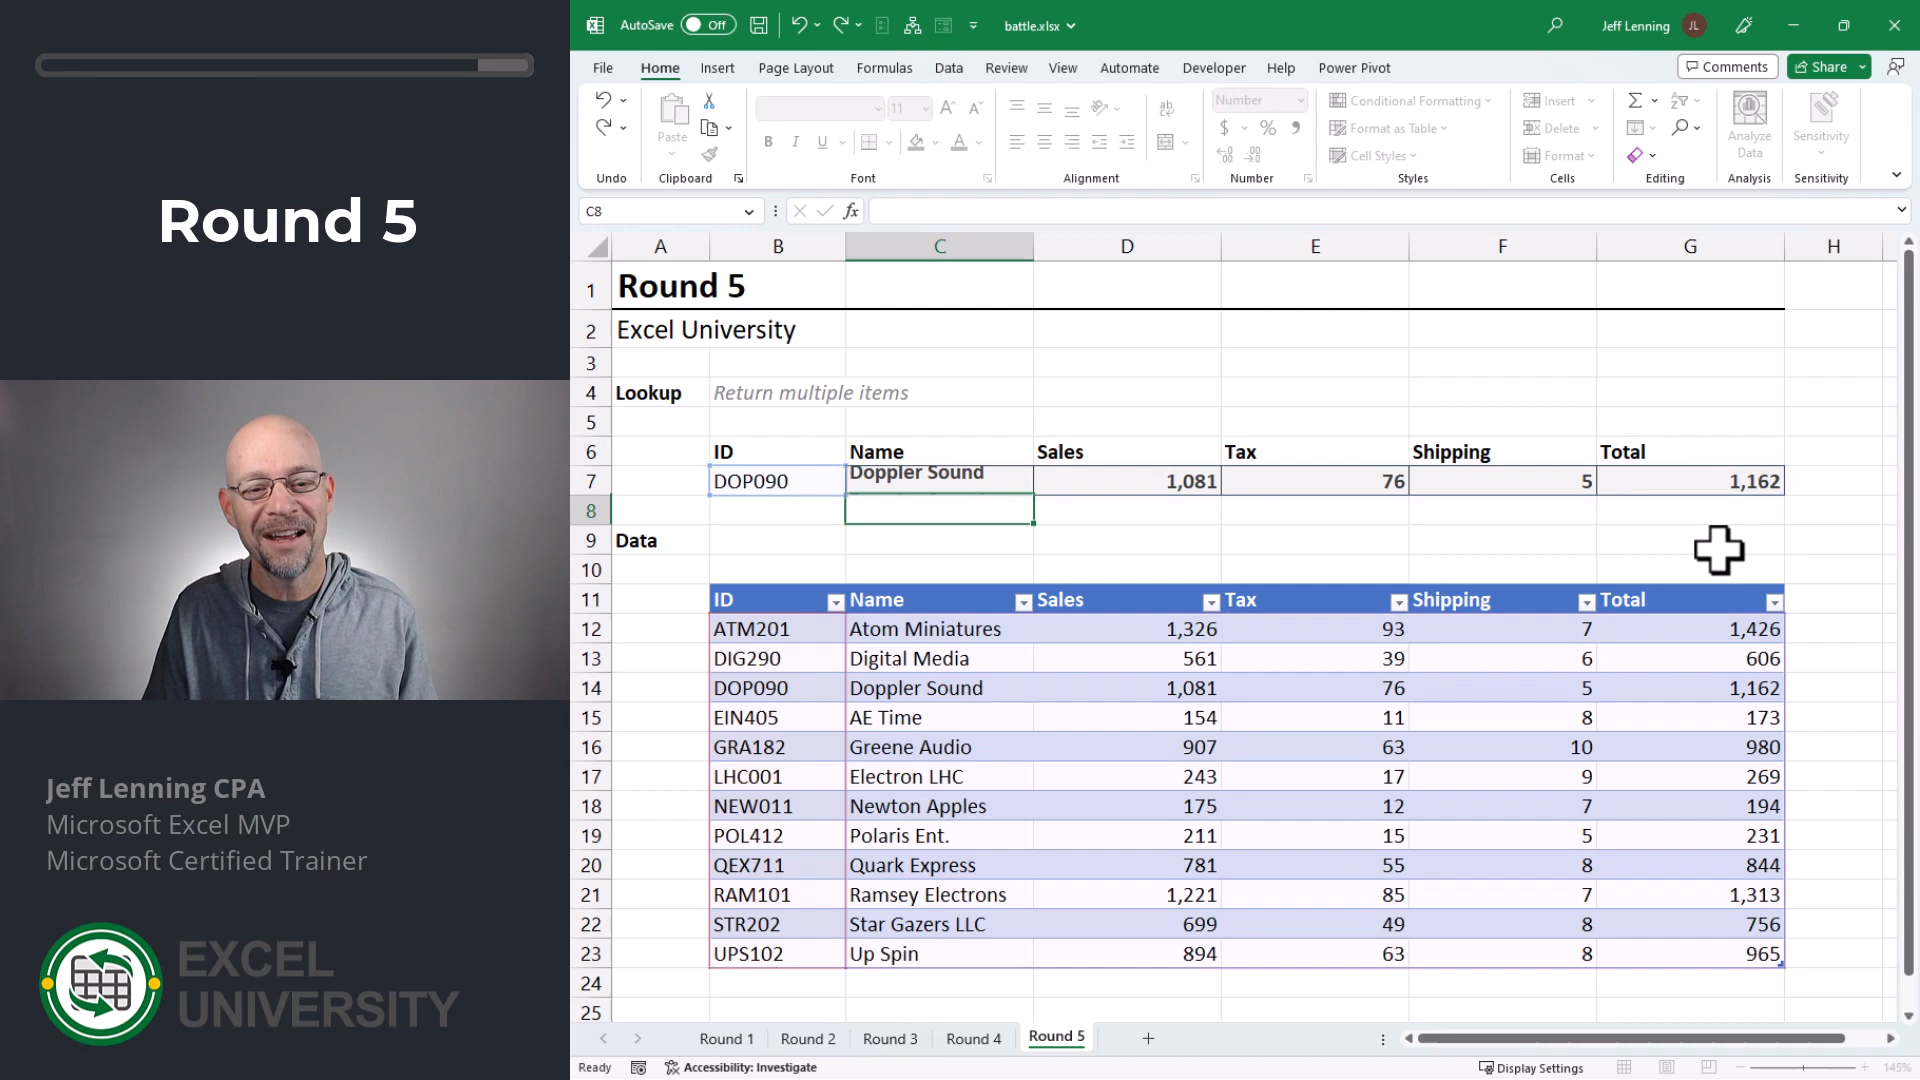 Round 5
Jeff Lenning CPA
Microsoft Excel MVP
Microsoft Certified Trainer
EXCEL
UNIVERSITY
AutoSave Off
battle.xlsx
Jeff Lenning JL
File Home Insert Page Layout Formulas Data Review View Automate Developer Help Power Pivot
Comments Share
Paste
11
B I U
Number
$ % 9
Conditional Formatting
Format as Table
Cell Styles
Insert
Delete
Format
Analyze
Data
Sensitivity
Undo Clipboard Font Alignment Number Styles Cells Editing Analysis Sensitivity
C8 fx
A B C D E F G H
1 Round 5
2 Excel University
3
4 Lookup Return multiple items
5
6 ID Name Sales Tax Shipping Total
7 DOP090 Doppler Sound 1,081 76 5 1,162
8
9 Data
10
11 ID Name Sales Tax Shipping Total
12 ATM201 Atom Miniatures 1,326 93 7 1,426
13 DIG290 Digital Media 561 39 6 606
14 DOP090 Doppler Sound 1,081 76 5 1,162
15 EIN405 AE Time 154 11 8 173
16 GRA182 Greene Audio 907 63 10 980
17 LHC001 Electron LHC 243 17 9 269
18 NEW011 Newton Apples 175 12 7 194
19 POL412 Polaris Ent. 211 15 5 231
20 QEX711 Quark Express 781 55 8 844
21 RAM101 Ramsey Electrons 1,221 85 7 1,313
22 STR202 Star Gazers LLC 699 49 8 756
23 UPS102 Up Spin 894 63 8 965
24
25
Round 1 Round 2 Round 3 Round 4 Round 5
Ready Accessibility: Investigate Display Settings 145%